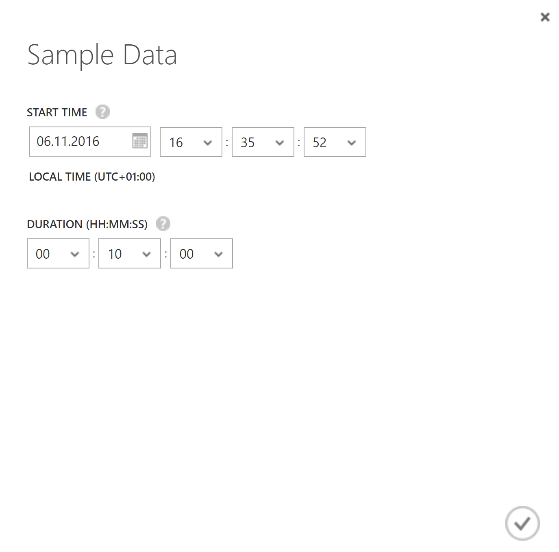 Sample Data
START TIME ?
06.11.2016 16 : 35 : 52
LOCAL TIME (UTC+01:00)
DURATION (HH:MM:SS) ?
00 : 10 : 00